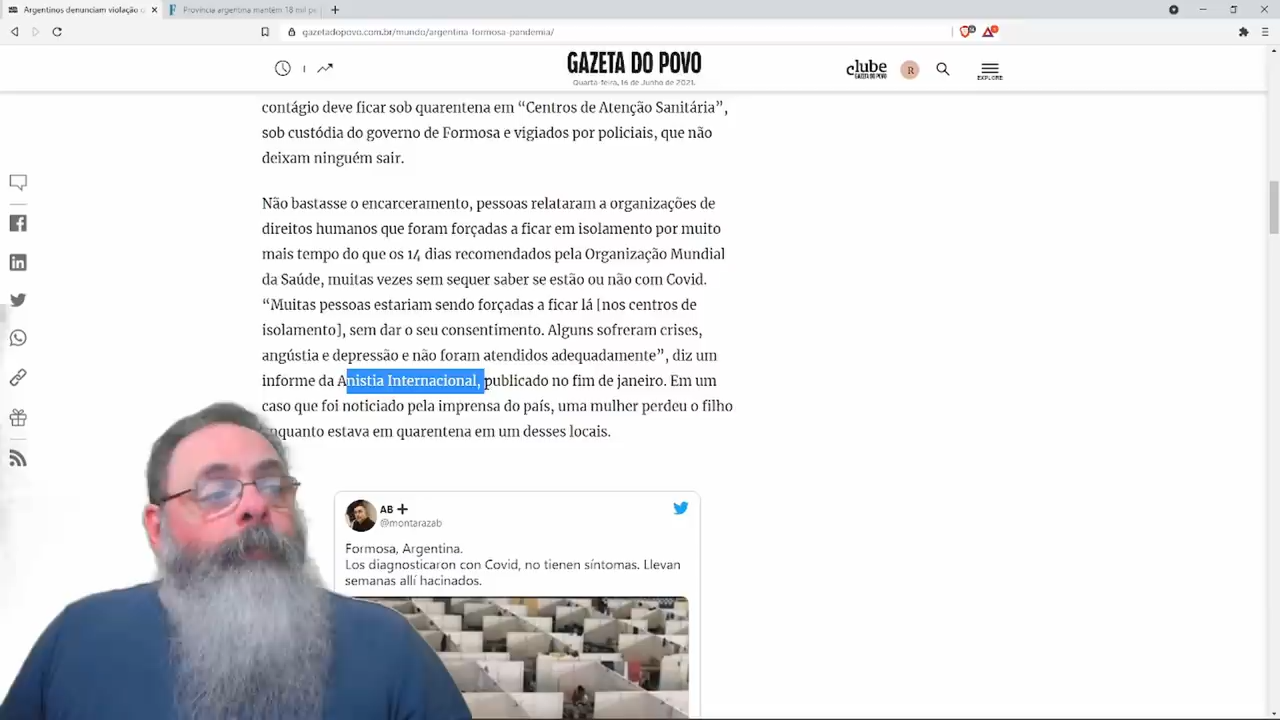 Argentinos denunciam violação
Província argentina mantém 18 mil pe
gazetadopovo.com.br/mundo/argentina-formosa-pandemia/
GAZETA DO POVO
Quarta-feira, 16 de Junho de 2021.
clube
GAZETA DO POVO
R
EXPLORE
contágio deve ficar sob quarentena em “Centros de Atenção Sanitária”,
sob custódia do governo de Formosa e vigiados por policiais, que não
deixam ninguém sair.
Não bastasse o encarceramento, pessoas relataram a organizações de
direitos humanos que foram forçadas a ficar em isolamento por muito
mais tempo do que os 14 dias recomendados pela Organização Mundial
da Saúde, muitas vezes sem sequer saber se estão ou não com Covid.
“Muitas pessoas estariam sendo forçadas a ficar lá [nos centros de
isolamento], sem dar o seu consentimento. Alguns sofreram crises,
angústia e depressão e não foram atendidos adequadamente”, diz um
informe da Anistia Internacional, publicado no fim de janeiro. Em um
caso que foi noticiado pela imprensa do país, uma mulher perdeu o filho
enquanto estava em quarentena em um desses locais.
AB
@montarazab
Formosa, Argentina.
Los diagnosticaron con Covid, no tienen síntomas. Llevan
semanas allí hacinados.